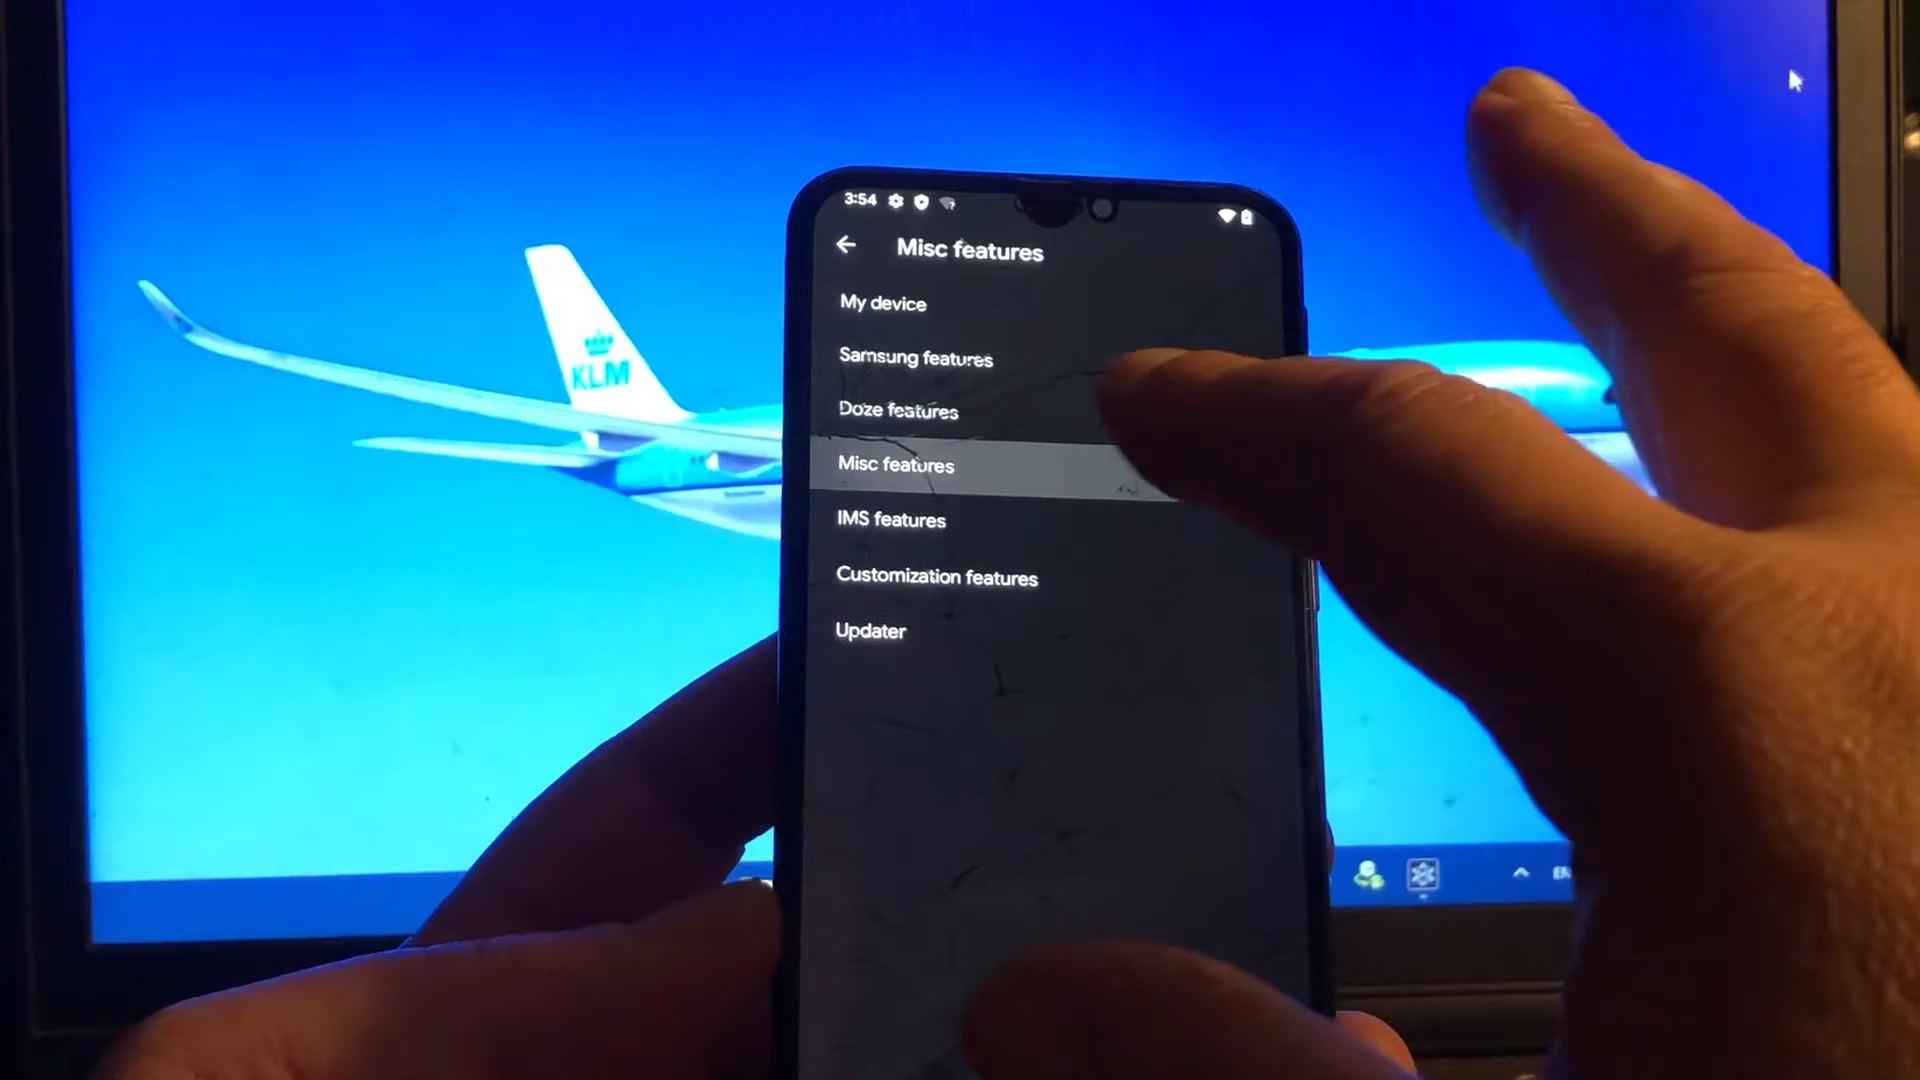 KLM
3:54
Misc features
My device
Samsung features
Doze features
Misc features
IMS features
Customization features
Updater